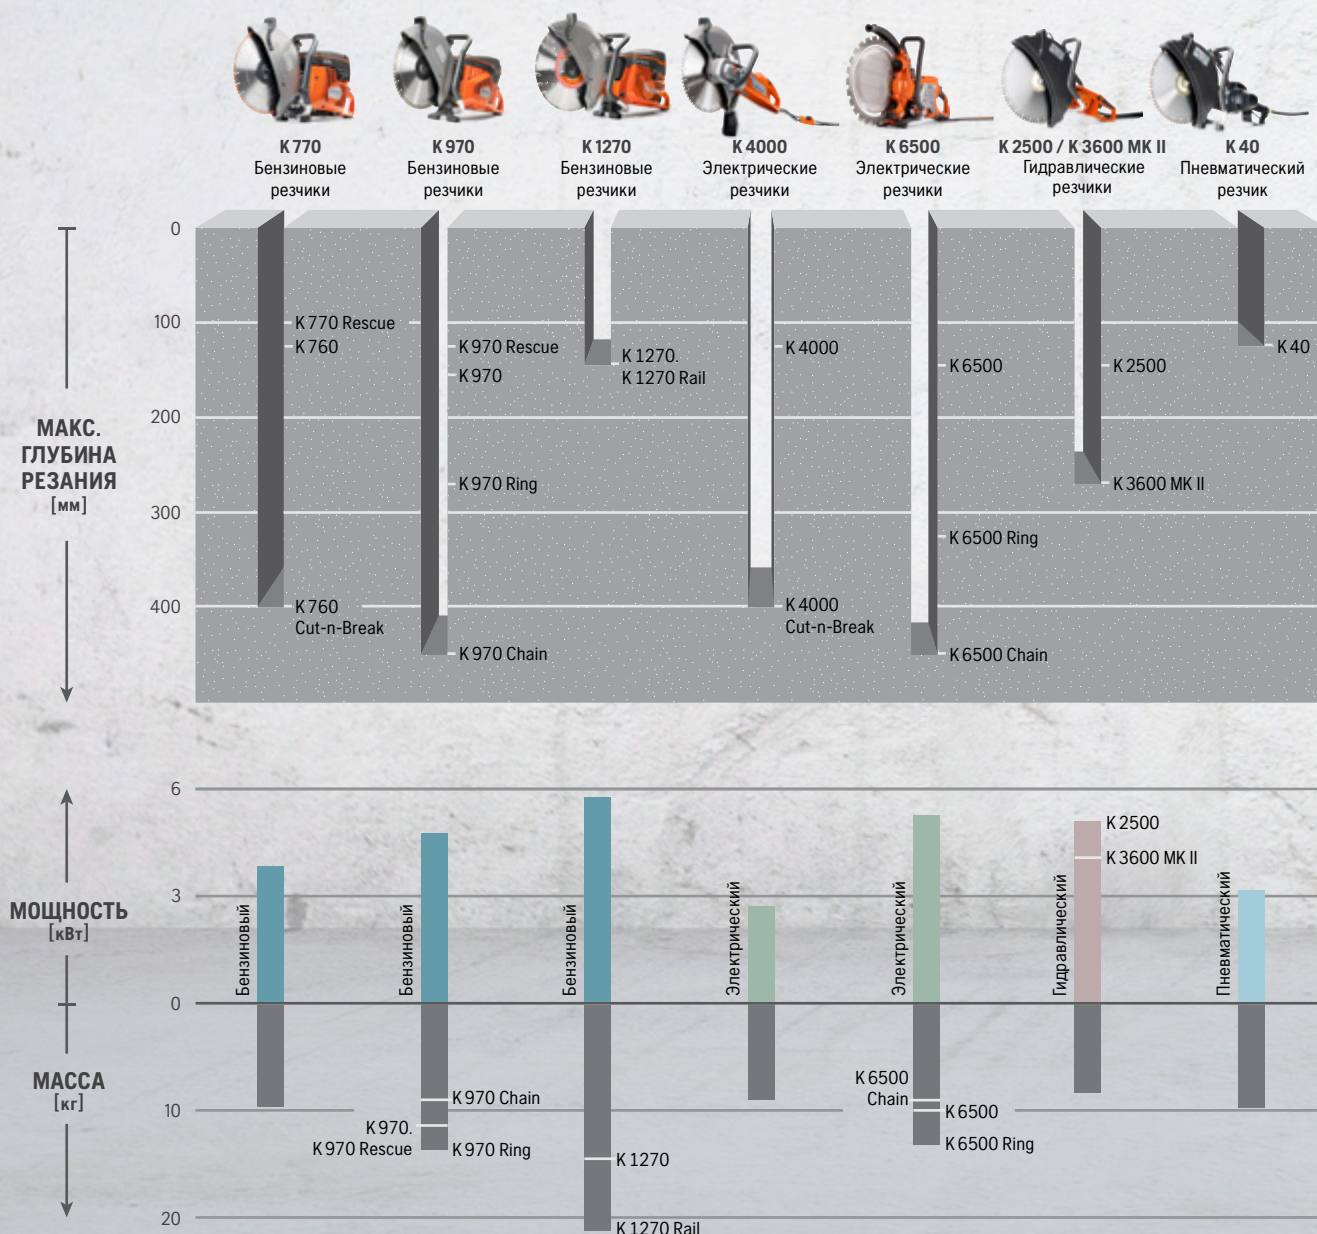 K 770
Бензиновые
резчики
K 970
Бензиновые
резчики
K 1270
Бензиновые
резчики
K 4000
Электрические
резчики
K 6500
Электрические
резчики
K 2500 / K 3600 MK II
Гидравлические
резчики
K 40
Пневматический
резчик
МАКС.
ГЛУБИНА
РЕЗАНИЯ
[мм]
0
100
200
300
400
K 770 Rescue
K 760
K 760
Cut-n-Break
K 970 Rescue
K 970
K 970 Ring
K 970 Chain
K 1270.
K 1270 Rail
K 4000
K 4000
Cut-n-Break
K 6500
K 6500 Ring
K 6500 Chain
K 2500
K 3600 MK II
K 40
МОЩНОСТЬ
[кВт]
6
3
0
Бензиновый
Бензиновый
Бензиновый
Электрический
Электрический
Гидравлический
K 2500
K 3600 MK II
Пневматический
МАССА
[кг]
10
20
K 970 Chain
K 970.
K 970 Rescue
K 970 Ring
K 1270
K 1270 Rail
K 6500
Chain
K 6500
K 6500 Ring